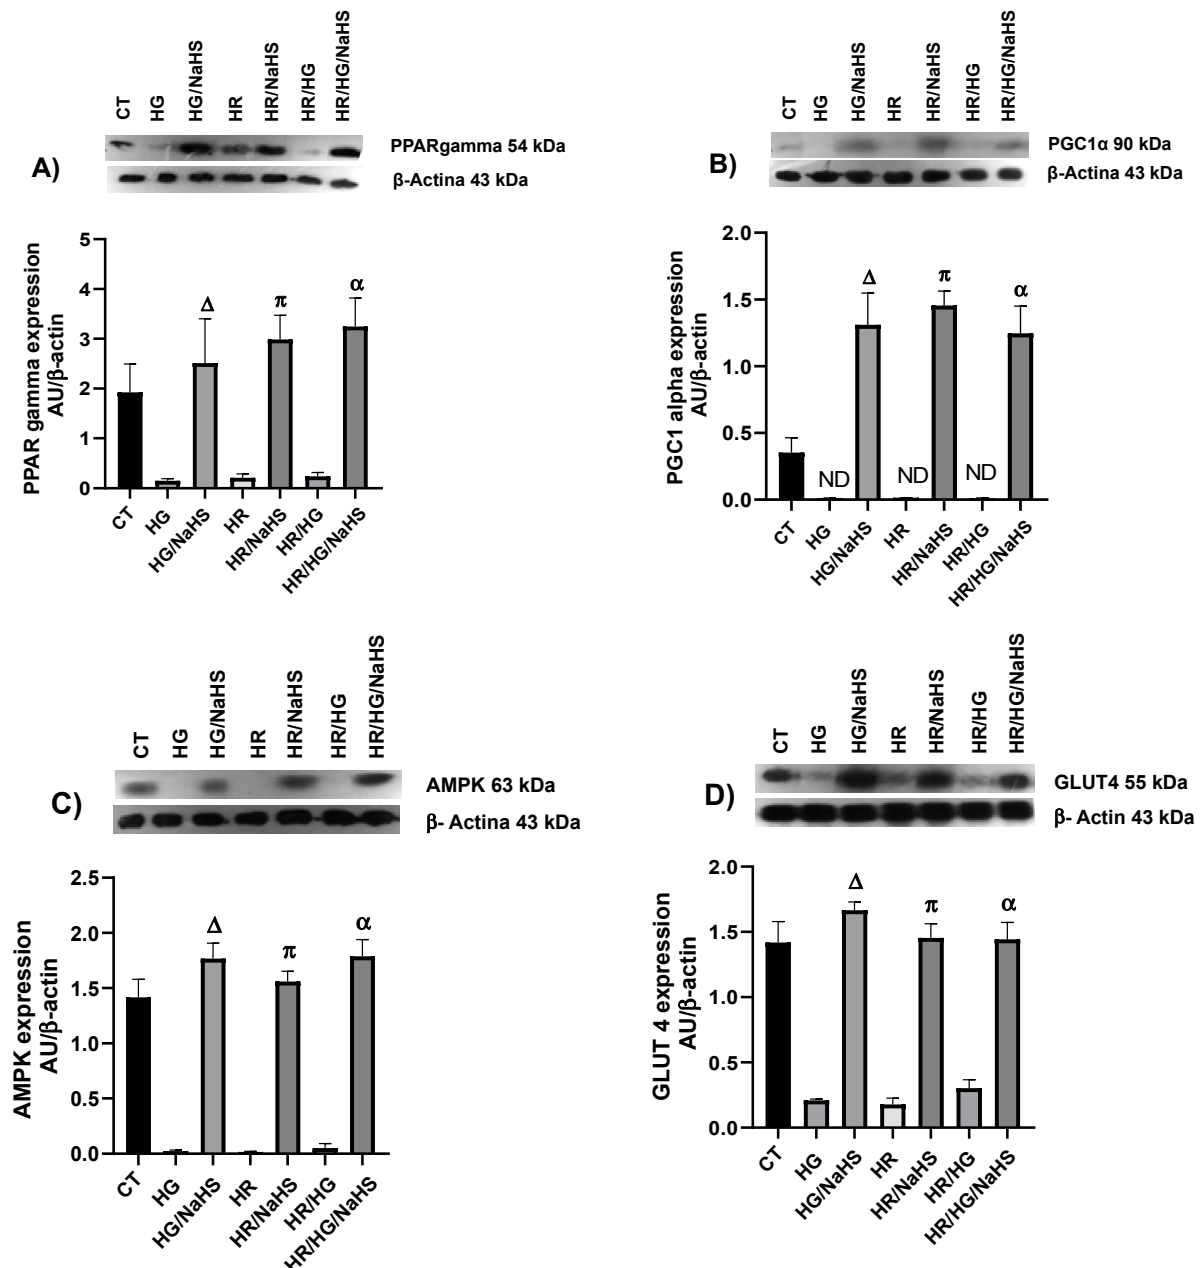 CT
HG
HG/NaHS
HR
HR/NaHS
HR/HG
HR/HG/NaHS
A)
PPARgamma 54 kDa
β-Actina 43 kDa
PPAR gamma expression
AU/β-actin
5
4
3
2
1
0
Δ
π
α
CT
HG
HG/NaHS
HR
HR/NaHS
HR/HG
HR/HG/NaHS
CT
HG
HG/NaHS
HR
HR/NaHS
HR/HG
HR/HG/NaHS
B)
PGC1α 90 kDa
β-Actina 43 kDa
PGC1 alpha expression
AU/β-actin
2.0
1.5
1.0
0.5
0.0
ND
Δ
ND
π
ND
α
CT
HG
HG/NaHS
HR
HR/NaHS
HR/HG
HR/HG/NaHS
CT
HG
HG/NaHS
HR
HR/NaHS
HR/HG
HR/HG/NaHS
C)
AMPK 63 kDa
β- Actina 43 kDa
AMPK expression
AU/β-actin
2.5
2.0
1.5
1.0
0.5
0.0
Δ
π
α
CT
HG
HG/NaHS
HR
HR/NaHS
HR/HG
HR/HG/NaHS
CT
HG
HG/NaHS
HR
HR/NaHS
HR/HG
HR/HG/NaHS
D)
GLUT4 55 kDa
β- Actin 43 kDa
GLUT 4 expression
AU/β-actin
2.0
1.5
1.0
0.5
0.0
Δ
π
α
CT
HG
HG/NaHS
HR
HR/NaHS
HR/HG
HR/HG/NaHS